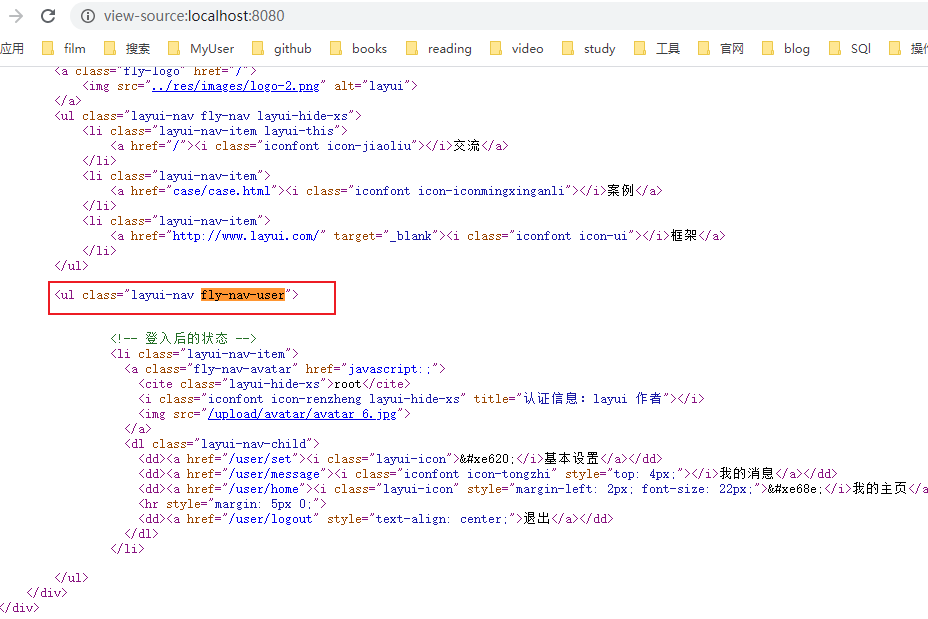 view-source:localhost:8080
应用 film 搜索 MyUser github books reading video study 工具 官网 blog SQl 操作
<a class="fly-logo" href="/">
<img src="../res/images/logo-2.png" alt="layui">
</a>
<ul class="layui-nav fly-nav layui-hide-xs">
<li class="layui-nav-item layui-this">
<a href="/"><i class="iconfont icon-jiaoliu"></i>交流</a>
</li>
<li class="layui-nav-item">
<a href="case/case.html"><i class="iconfont icon-iconmingxinganli"></i>案例</a>
</li>
<li class="layui-nav-item">
<a href="http://www.layui.com/" target="_blank"><i class="iconfont icon-ui"></i>框架</a>
</li>
</ul>
<ul class="layui-nav fly-nav-user">
<!-- 登入后的状态 -->
<li class="layui-nav-item">
<a class="fly-nav-avatar" href="javascript:;">
<cite class="layui-hide-xs">root</cite>
<i class="iconfont icon-renzheng layui-hide-xs" title="认证信息：layui 作者"></i>
<img src="/upload/avatar/avatar_6.jpg">
</a>
<dl class="layui-nav-child">
<dd><a href="/user/set"><i class="layui-icon">&#xe620;</i>基本设置</a></dd>
<dd><a href="/user/message"><i class="iconfont icon-tongzhi" style="top: 4px;"></i>我的消息</a></dd>
<dd><a href="/user/home"><i class="layui-icon" style="margin-left: 2px; font-size: 22px;">&#xe68e;</i>我的主页</a
<hr style="margin: 5px 0;">
<dd><a href="/user/logout" style="text-align: center;">退出</a></dd>
</dl>
</li>
</ul>
</div>
</div>